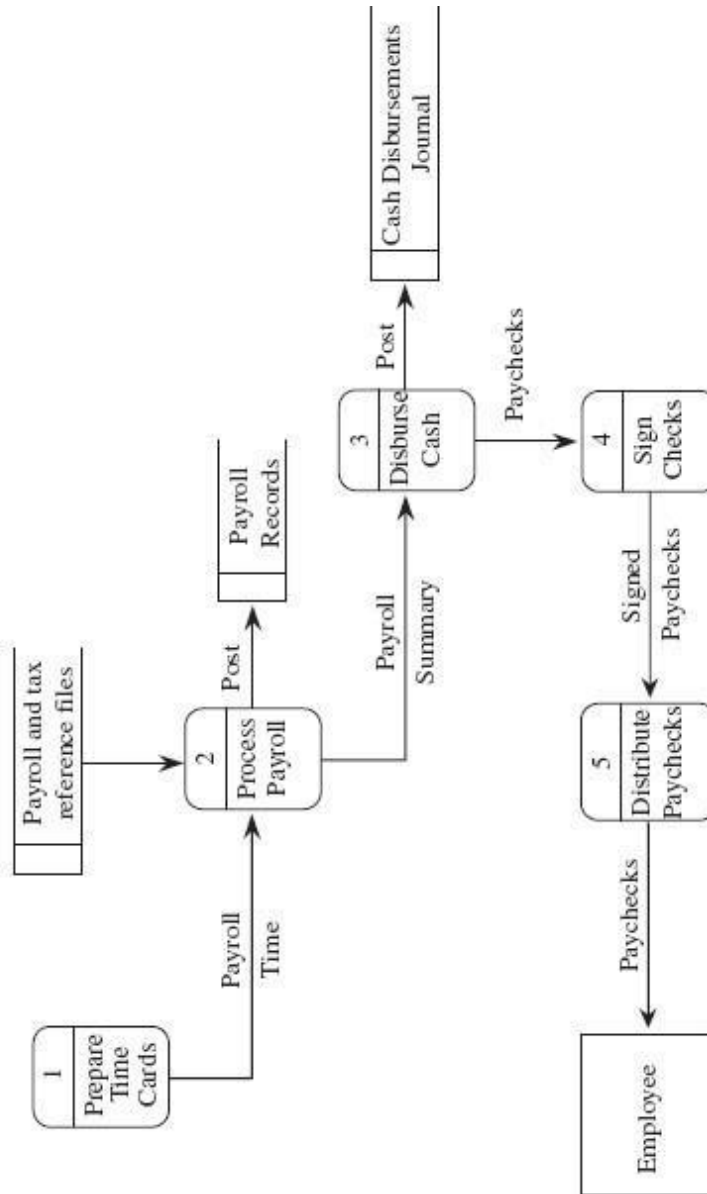 1
Prepare
Time
Cards
Payroll
Time
Payroll and tax
reference files
2
Process
Payroll
Post
Payroll
Records
Payroll
Summary
3
Disburse
Cash
Post
Cash Disbursements
Journal
Paychecks
4
Sign
Checks
Signed
Paychecks
5
Distribute
Paychecks
Paychecks
Employee